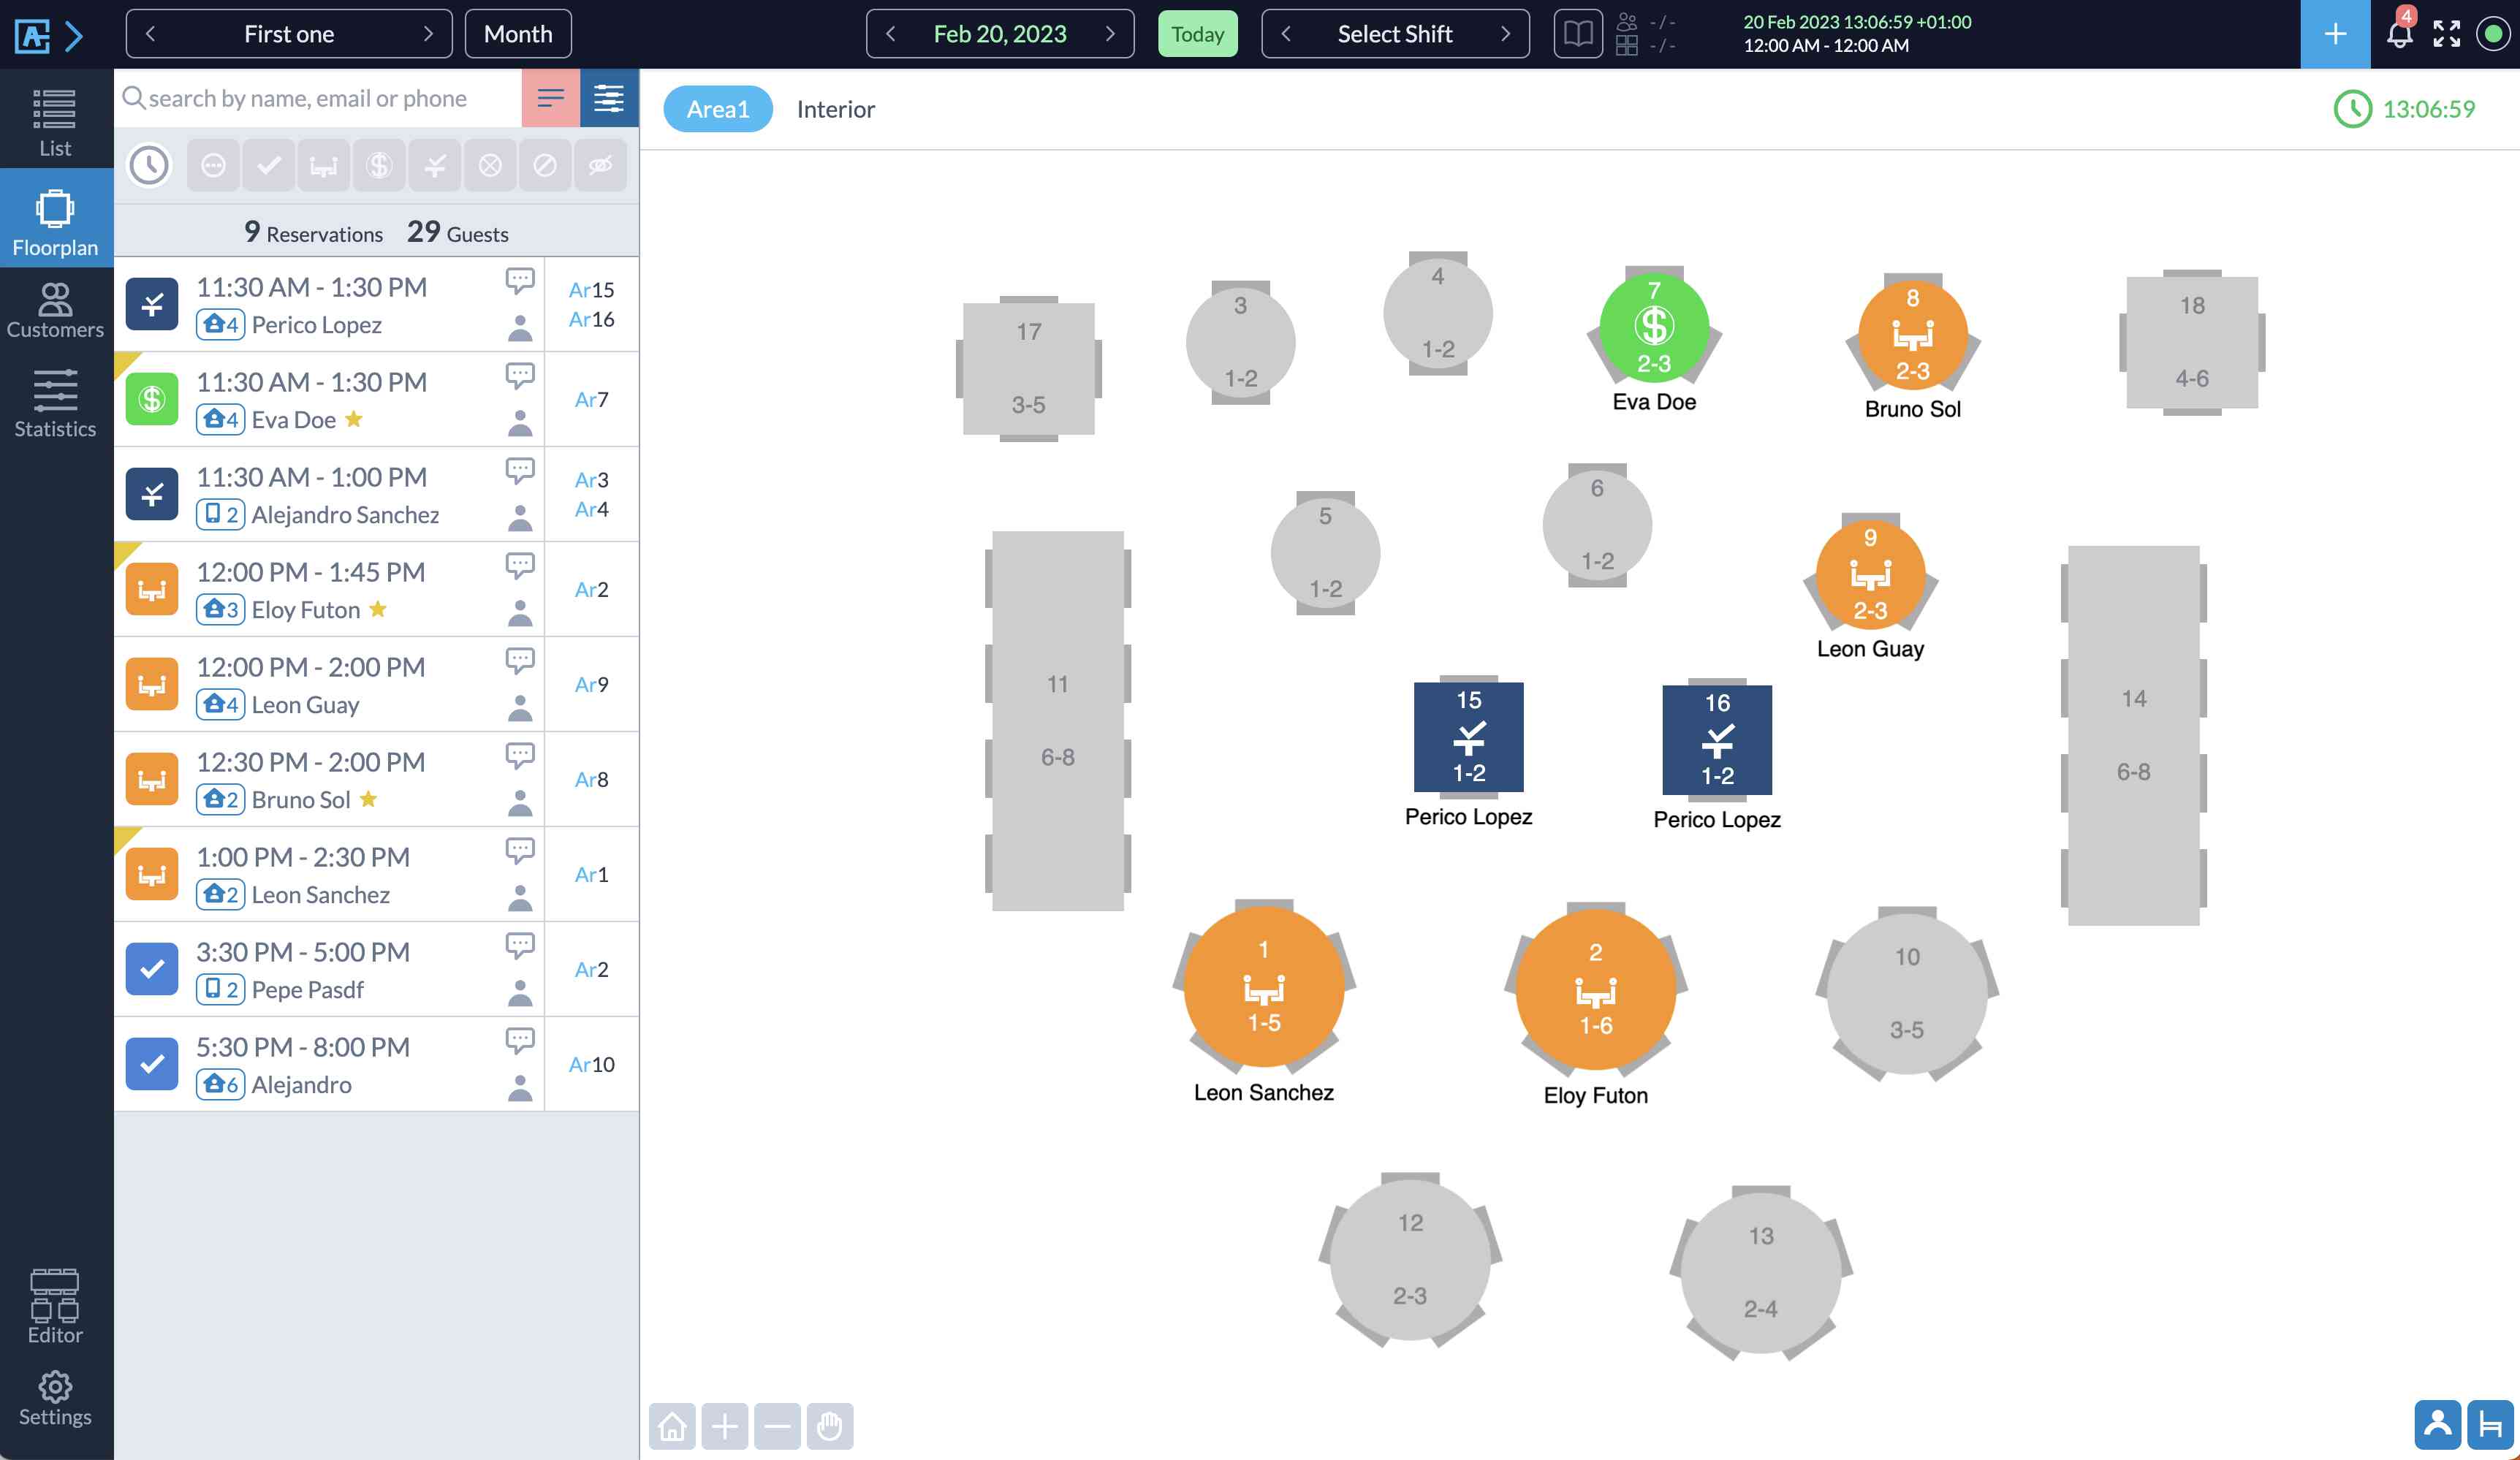 First one
Month
Feb 20, 2023
Today
Select Shift
-/-
-/-
20 Feb 2023 13:06:59 +01:00
12:00 AM - 12:00 AM
4
List
Floorplan
Customers
Statistics
Editor
Settings
search by name, email or phone
9 Reservations 29 Guests
11:30 AM - 1:30 PM
4 Perico Lopez
Ar15
Ar16
11:30 AM - 1:30 PM
4 Eva Doe
Ar7
11:30 AM - 1:00 PM
2 Alejandro Sanchez
Ar3
Ar4
12:00 PM - 1:45 PM
3 Eloy Futon
Ar2
12:00 PM - 2:00 PM
4 Leon Guay
Ar9
12:30 PM - 2:00 PM
2 Bruno Sol
Ar8
1:00 PM - 2:30 PM
2 Leon Sanchez
Ar1
3:30 PM - 5:00 PM
2 Pepe Pasdf
Ar2
5:30 PM - 8:00 PM
6 Alejandro
Ar10
Area1
Interior
13:06:59
17
3-5
3
1-2
4
1-2
7
2-3
Eva Doe
8
2-3
Bruno Sol
18
4-6
5
1-2
6
1-2
9
2-3
Leon Guay
11
6-8
15
1-2
Perico Lopez
16
1-2
Perico Lopez
14
6-8
1
1-5
Leon Sanchez
2
1-6
Eloy Futon
10
3-5
12
2-3
13
2-4